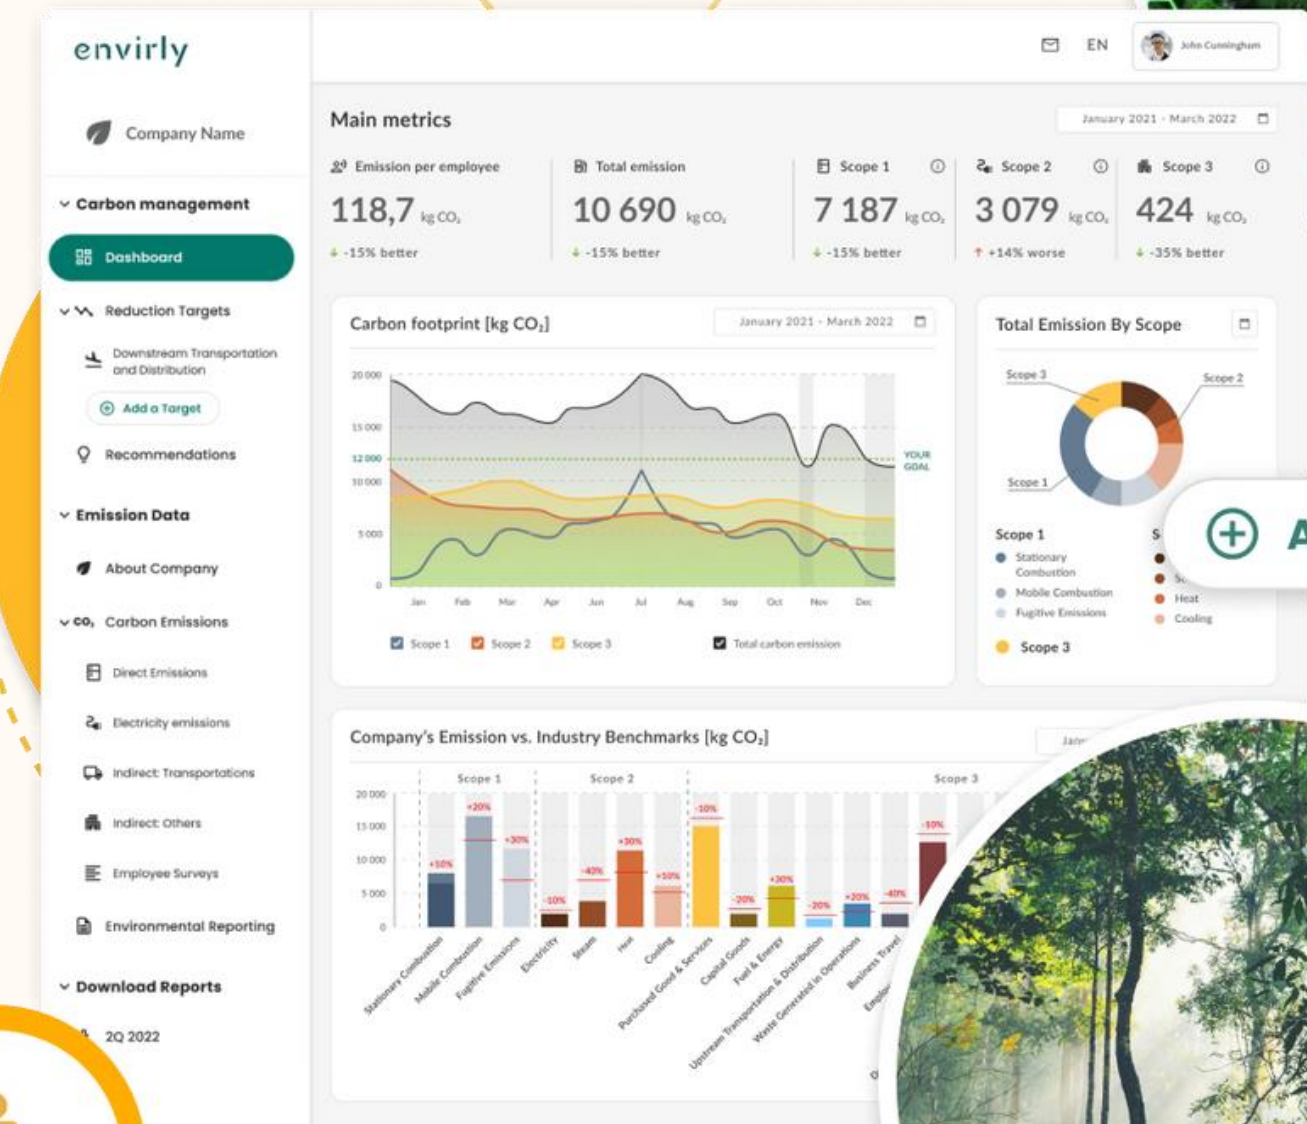 envirly
EN
John Cunningham
Company Name
Carbon management
Dashboard
Reduction Targets
Downstream Transportation
and Distribution
Add a Target
Recommendations
Emission Data
About Company
CO₂ Carbon Emissions
Direct Emissions
Electricity emissions
Indirect: Transportations
Indirect: Others
Employee Surveys
Environmental Reporting
Download Reports
2Q 2022
Main metrics
January 2021 - March 2022
Emission per employee
118,7 kg CO₂
-15% better
Total emission
10 690 kg CO₂
-15% better
Scope 1
7 187 kg CO₂
-15% better
Scope 2
3 079 kg CO₂
+14% worse
Scope 3
424 kg CO₂
-35% better
Carbon footprint [kg CO₂]
January 2021 - March 2022
20 000
15 000
12 000
10 000
5 000
0
YOUR
GOAL
Jan Feb Mar Apr Jun Jul Aug Sep Oct Nov Dec
Scope 1 Scope 2 Scope 3 Total carbon emission
Total Emission By Scope
Scope 3
Scope 2
Scope 1
Scope 1
Stationary
Combustion
Mobile Combustion
Fugitive Emissions
Scope 3
Heat
Cooling
A
Company's Emission vs. Industry Benchmarks [kg CO₂]
Scope 1 Scope 2 Scope 3
20 000
15 000
10 000
5 000
0
+10% +20% +30% -10% -40% +30% +10% -10% -20% +30% -20% +20% -40% -10%
Stationary Combustion
Mobile Combustion
Fugitive Emissions
Electricity
Steam
Heat
Cooling
Purchased Good & Services
Capital Goods
Fuel & Energy
Upstream Transportation & Distribution
Waste Generated in Operations
Business Travel